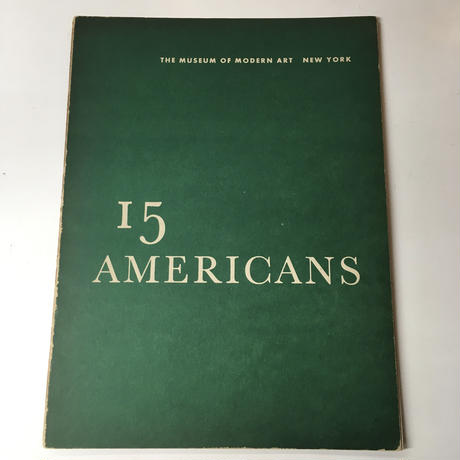 THE MUSEUM OF MODERN ART NEW YORK
15
AMERICANS